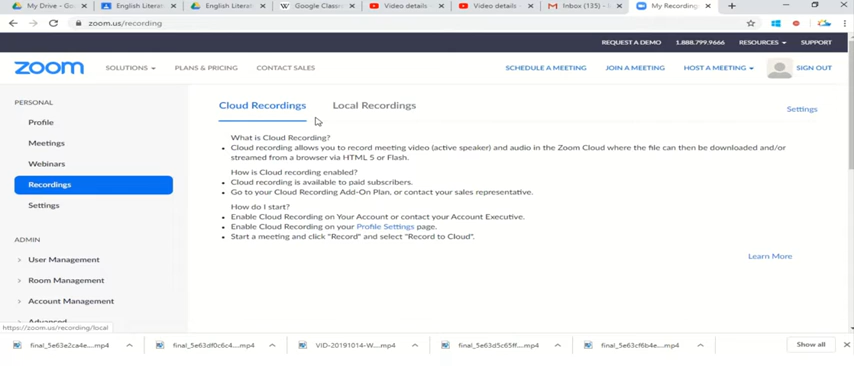 My Drive - Go
English Literat
English Literat
Google Classr
Video details -
Video details -
Inbox (135) -
My Recording
zoom.us/recording
REQUEST A DEMO 1.888.799.9666 RESOURCES SUPPORT
zoom SOLUTIONS PLANS & PRICING CONTACT SALES SCHEDULE A MEETING JOIN A MEETING HOST A MEETING SIGN OUT
PERSONAL
Profile
Meetings
Webinars
Recordings
Settings
ADMIN
User Management
Room Management
Account Management
Advanced
Cloud Recordings Local Recordings Settings
What is Cloud Recording?
Cloud recording allows you to record meeting video (active speaker) and audio in the Zoom Cloud where the file can then be downloaded and/or
streamed from a browser via HTML 5 or Flash.
How is Cloud recording enabled?
Cloud recording is available to paid subscribers.
Go to your Cloud Recording Add-On Plan, or contact your sales representative.
How do I start?
Enable Cloud Recording on Your Account or contact your Account Executive.
Enable Cloud Recording on your Profile Settings page.
Start a meeting and click "Record" and select "Record to Cloud".
Learn More
https://zoom.us/recording/local
final_5e63e2ca4e....mp4 final_5e63df0c6c4....mp4 VID-20191014-W....mp4 final_5e63d5c65ff....mp4 final_5e63cf6b4e....mp4 Show all